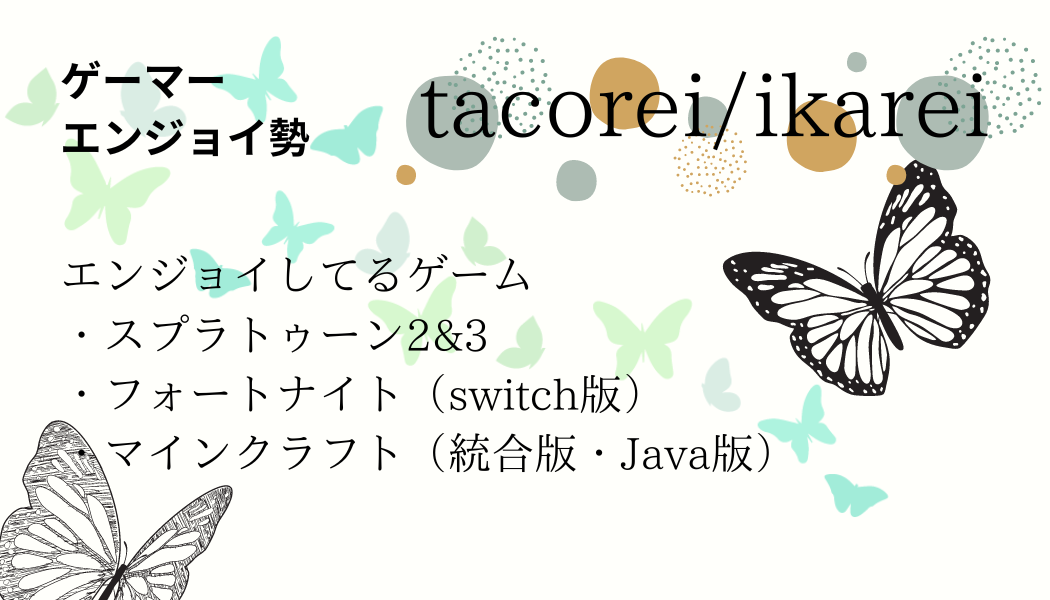 ゲーマー
エンジョイ勢
tacorei/ikarei
エンジョイしてるゲーム
・スプラトゥーン2&3
・フォートナイト（switch版）
・マインクラフト（統合版・Java版）